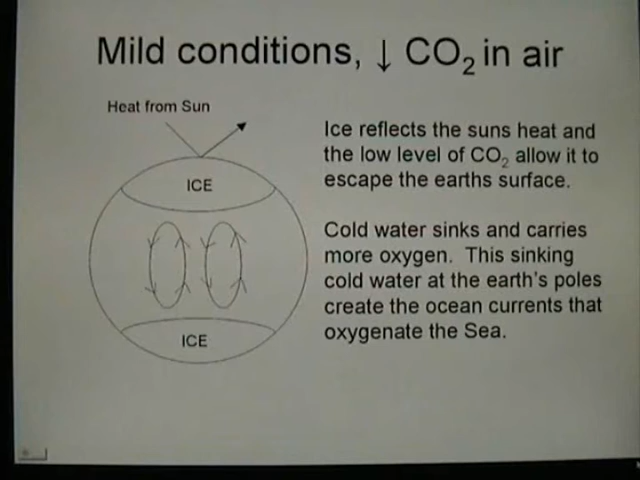 Mild conditions, ↓ CO₂ in air
Heat from Sun
ICE
ICE
Ice reflects the suns heat and
the low level of CO₂ allow it to
escape the earths surface.
Cold water sinks and carries
more oxygen. This sinking
cold water at the earth's poles
create the ocean currents that
oxygenate the Sea.